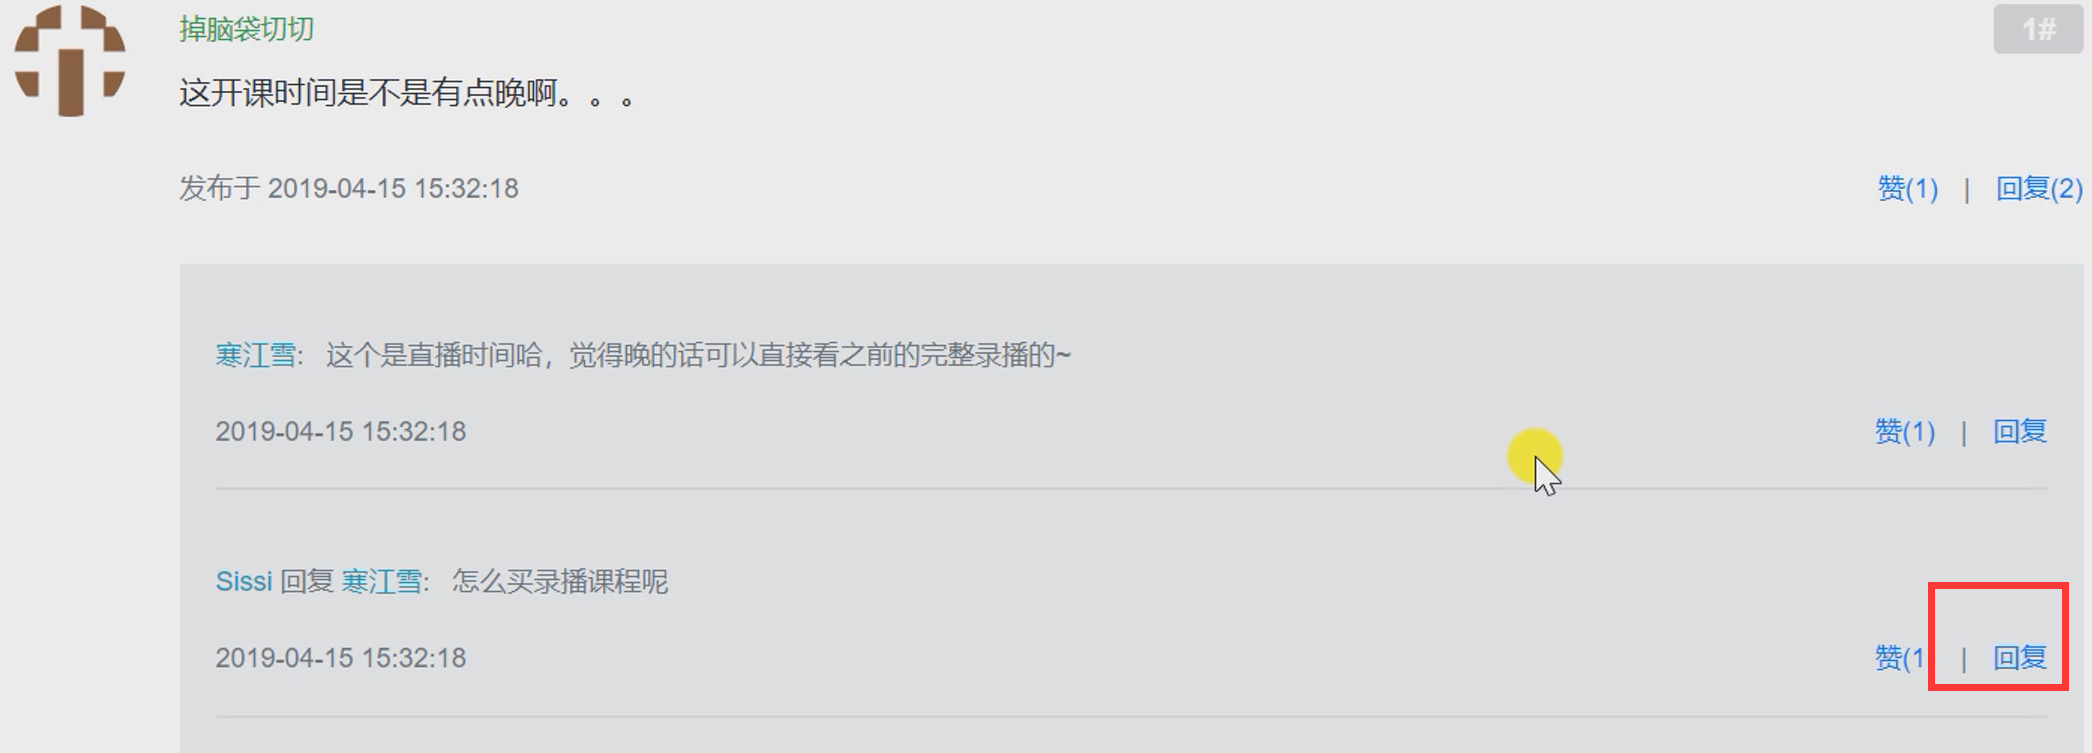 掉脑袋切切
1#
这开课时间是不是有点晚啊。。。
发布于 2019-04-15 15:32:18
赞(1) | 回复(2)
寒江雪: 这个是直播时间哈，觉得晚的话可以直接看之前的完整录播的~
2019-04-15 15:32:18
赞(1) | 回复
Sissi 回复 寒江雪: 怎么买录播课程呢
2019-04-15 15:32:18
赞(1 | 回复